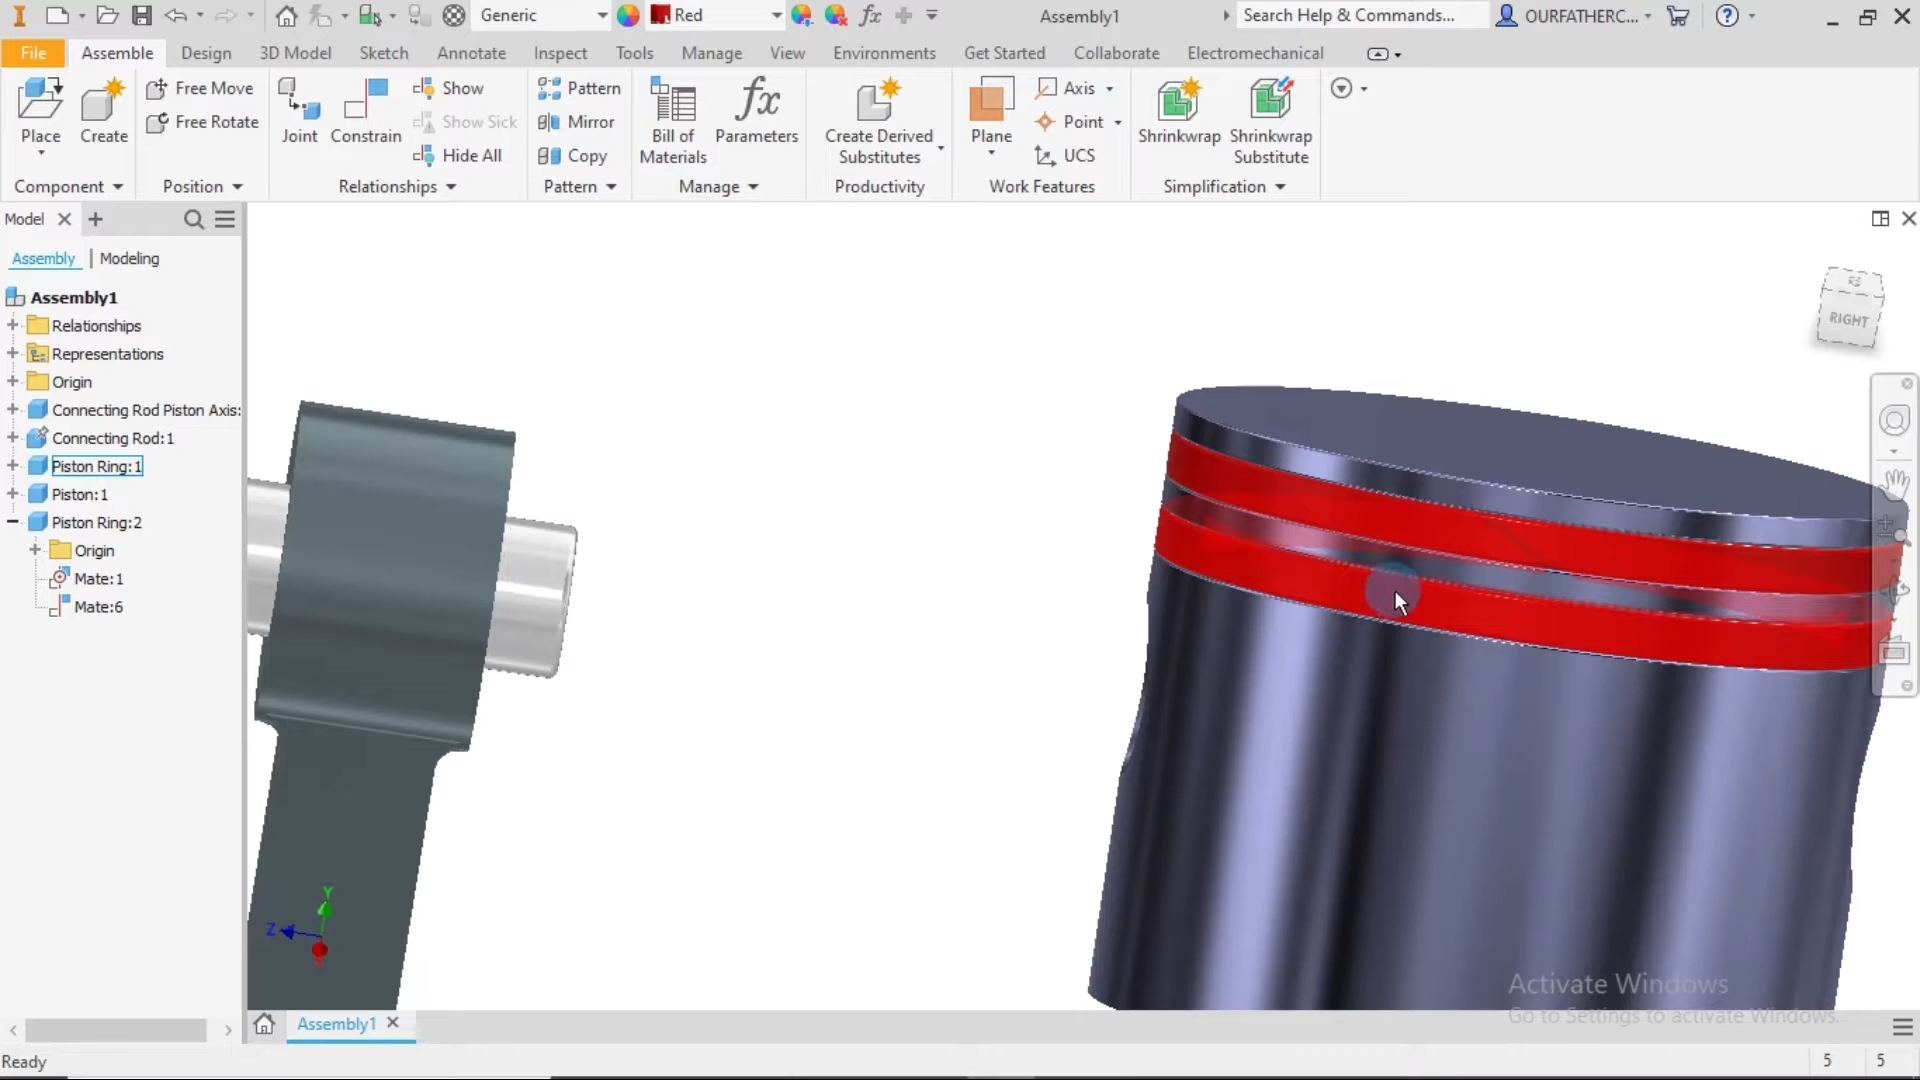 Generic Red Assembly1 Search Help & Commands... OURFATHERC...
File Assemble Design 3D Model Sketch Annotate Inspect Tools Manage View Environments Get Started Collaborate Electromechanical
Place
Create
Component
Free Move
Free Rotate
Position
Joint
Constrain
Show
Show Sick
Hide All
Relationships
Pattern
Mirror
Copy
Pattern
Bill of
Materials
Parameters
Manage
Create Derived
Substitutes
Productivity
Plane
Axis
Point
UCS
Work Features
Shrinkwrap
Shrinkwrap
Substitute
Simplification
Model
Assembly | Modeling
Assembly1
Relationships
Representations
Origin
Connecting Rod Piston Axis:
Connecting Rod:1
Piston Ring:1
Piston:1
Piston Ring:2
Origin
Mate:1
Mate:6
RIGHT
Y
Z
Activate Windows
Go to Settings to activate Windows.
Assembly1
Ready
5 5